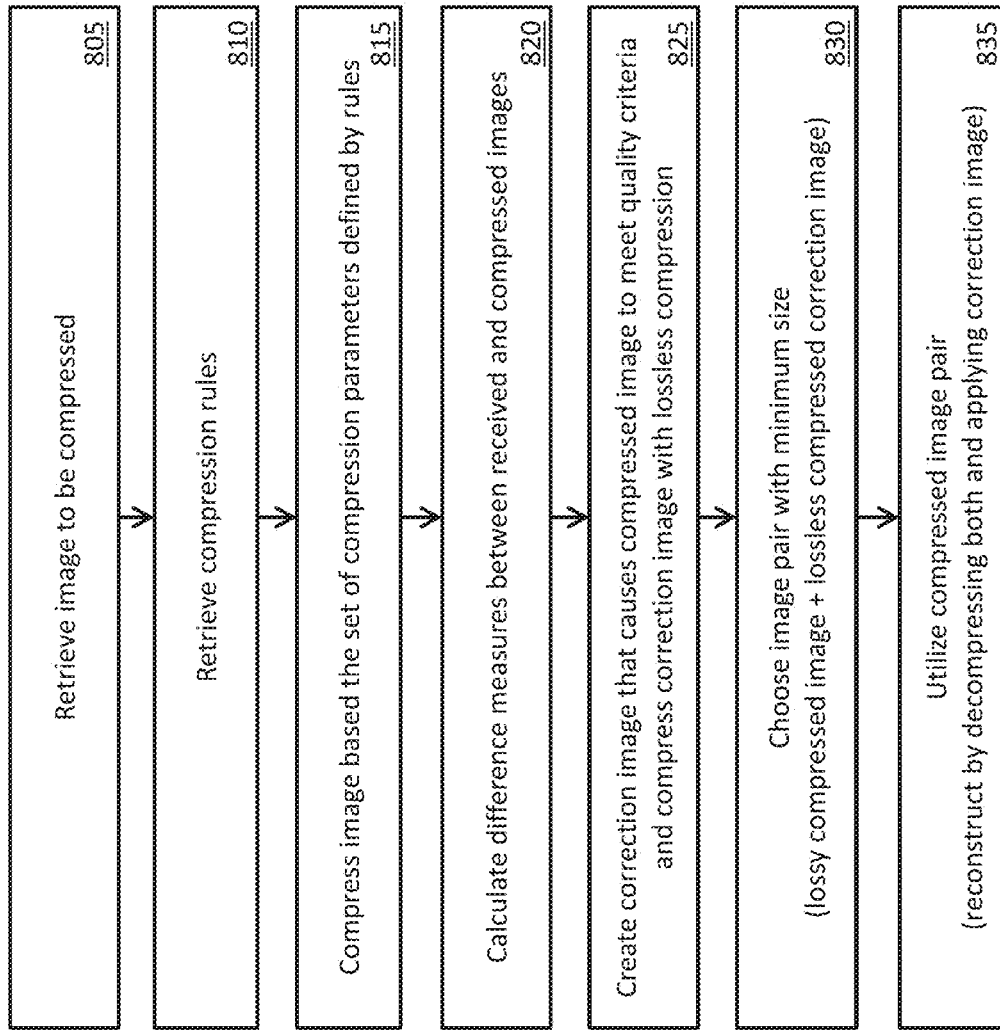 Retrieve image to be compressed
805
Retrieve compression rules
810
Compress image based the set of compression parameters defined by rules
815
Calculate difference measures between received and compressed images
820
Create correction image that causes compressed image to meet quality criteria
and compress correction image with lossless compression
825
Choose image pair with minimum size
(lossy compressed image + lossless compressed correction image)
830
Utilize compressed image pair
(reconstruct by decompressing both and applying correction image)
835